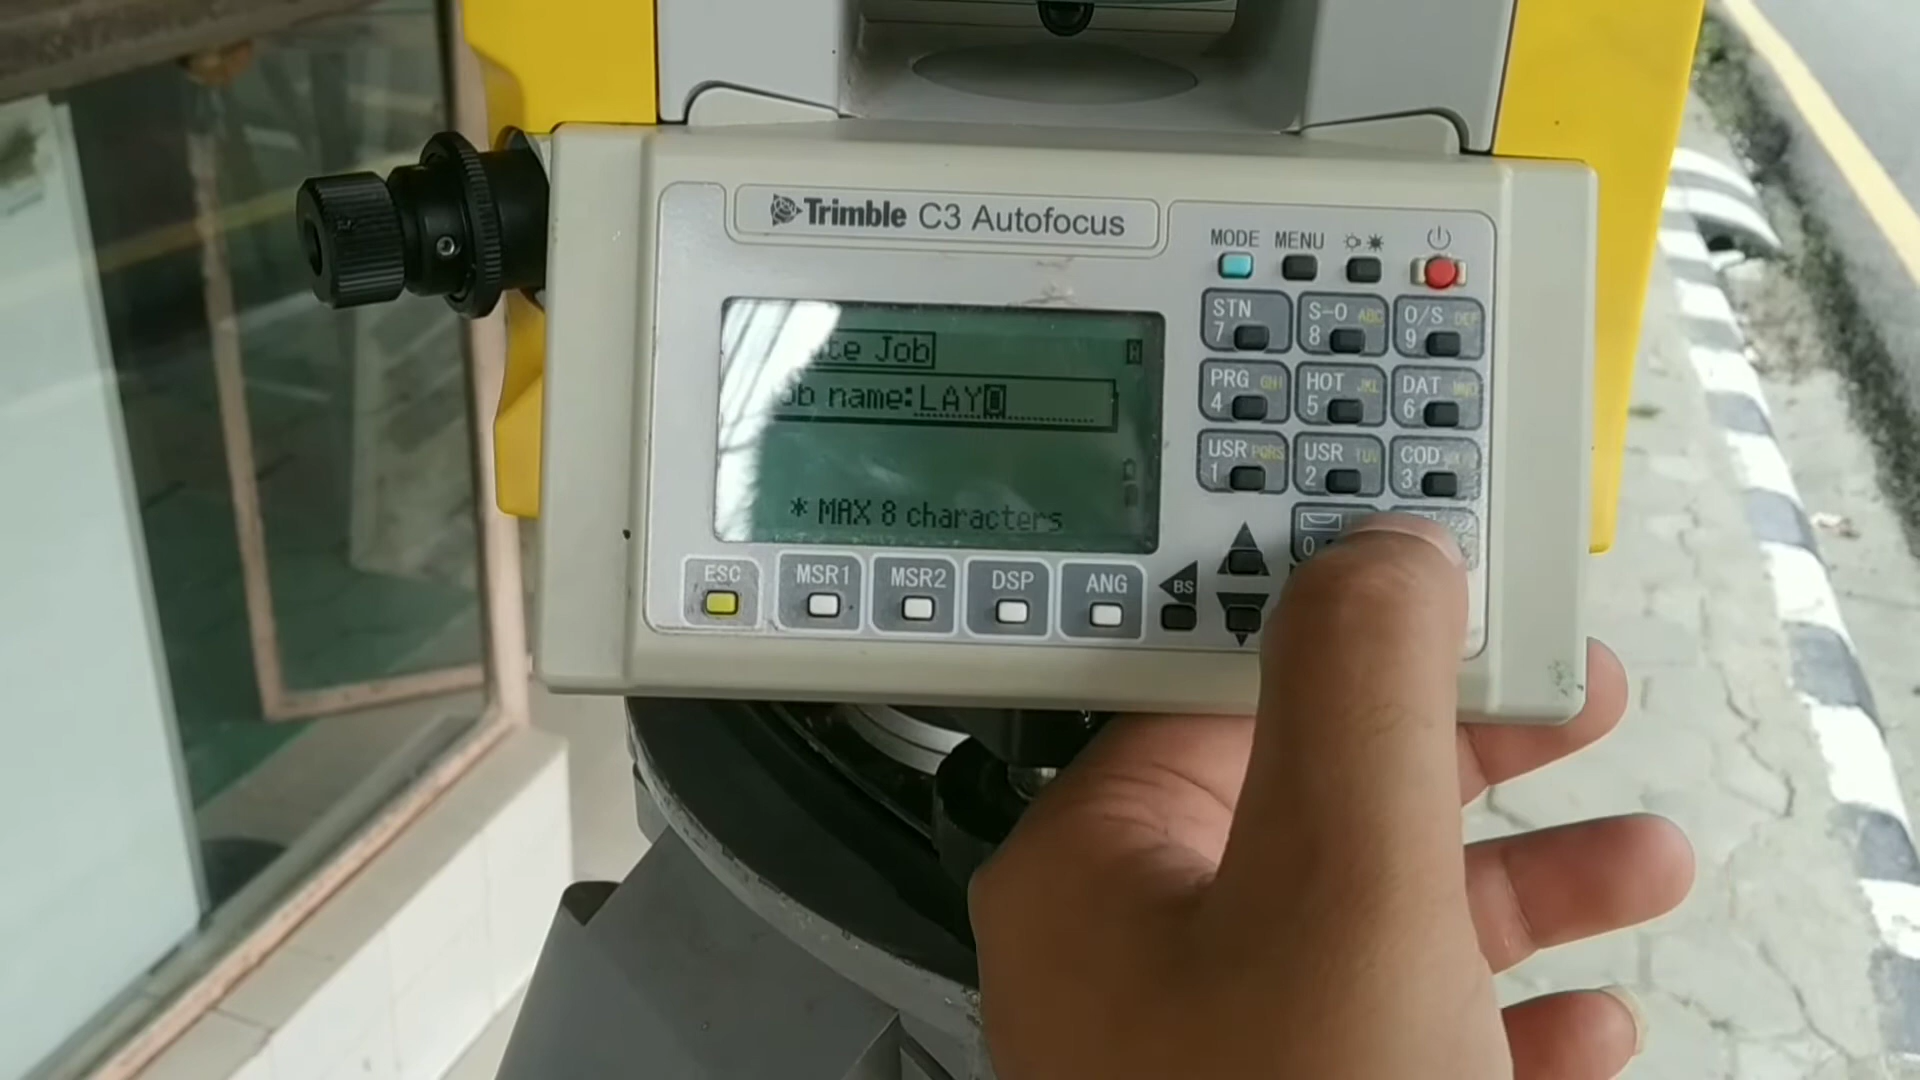 Trimble C3 Autofocus
MODE MENU
STN
7
S-O ABC
8
O/S DEF
9
te Job
A
ob name:LAY
* MAX 8 characters
PRG GHI
4
HOT JKL
5
DAT MNO
6
USR PQRS
1
USR TUV
2
COD
3
0
ESC MSR1 MSR2 DSP ANG BS